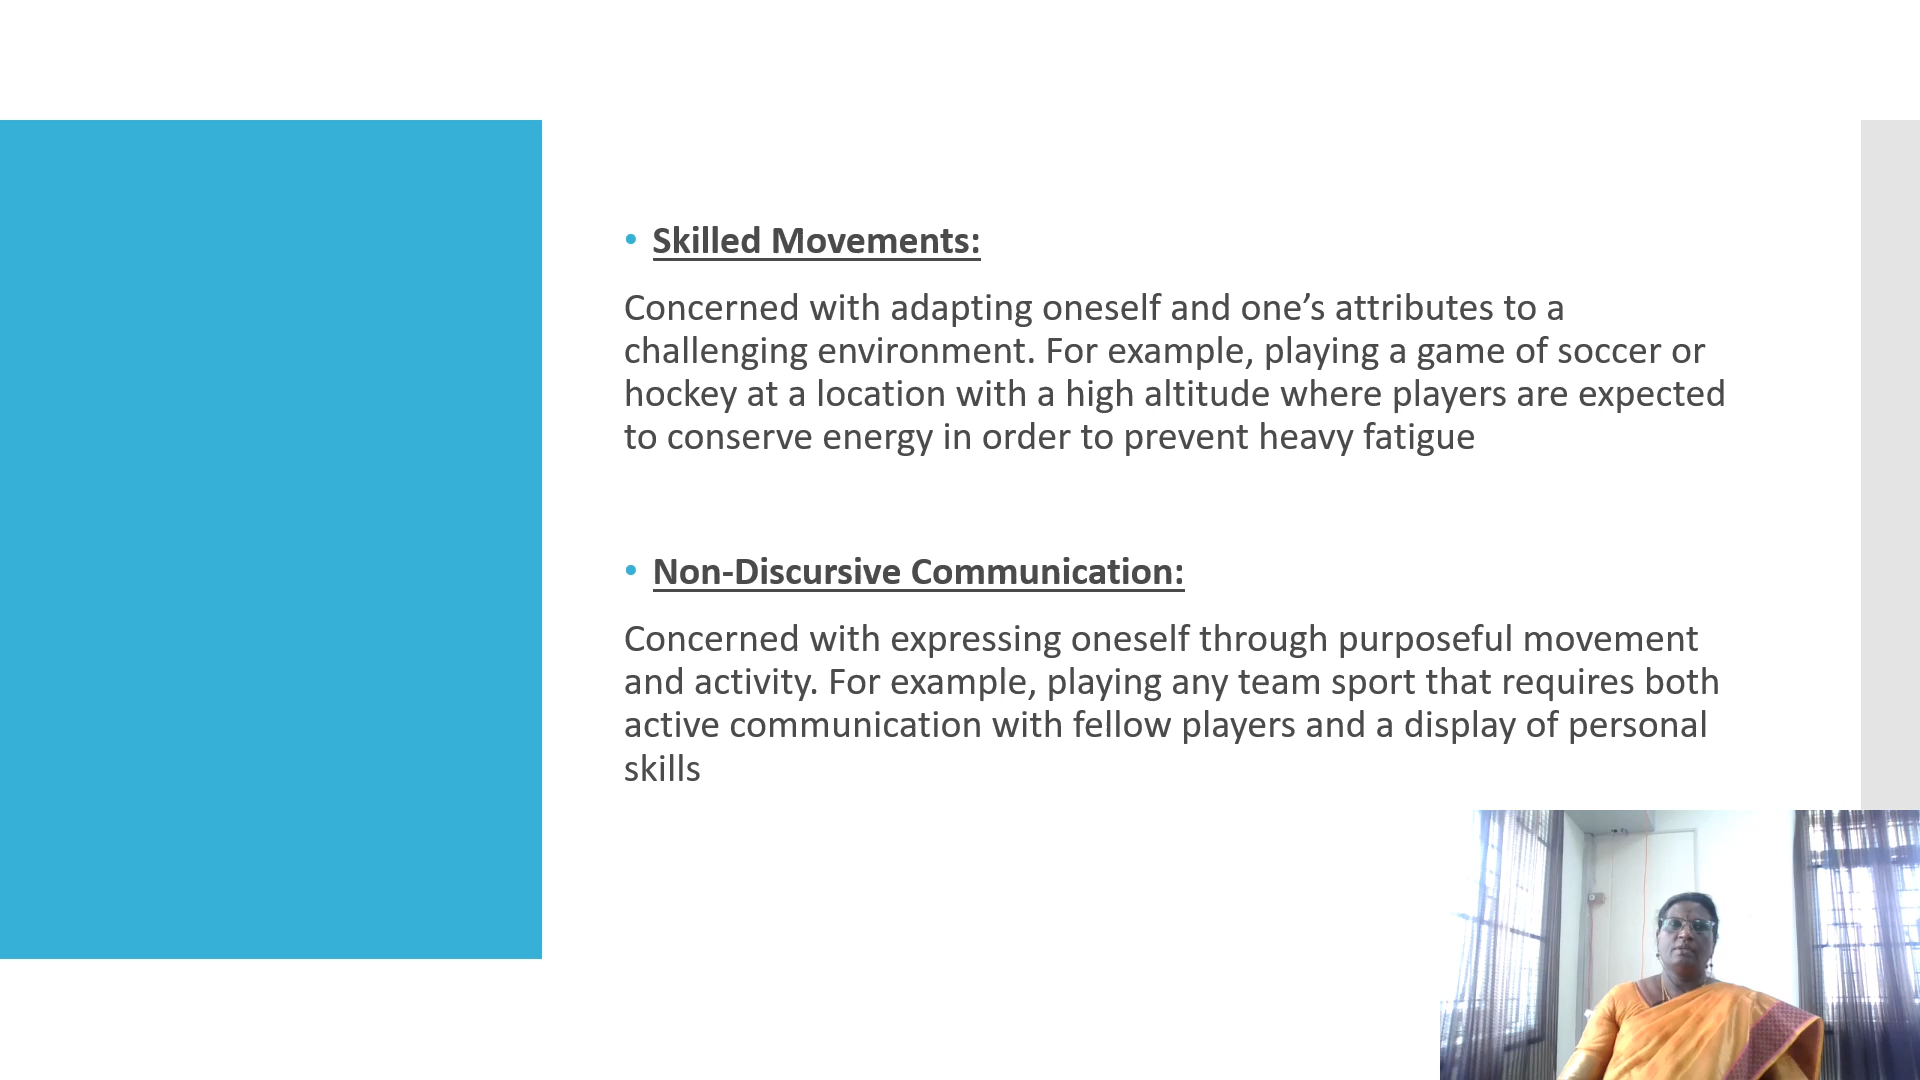 • Skilled Movements:
Concerned with adapting oneself and one’s attributes to a
challenging environment. For example, playing a game of soccer or
hockey at a location with a high altitude where players are expected
to conserve energy in order to prevent heavy fatigue
• Non-Discursive Communication:
Concerned with expressing oneself through purposeful movement
and activity. For example, playing any team sport that requires both
active communication with fellow players and a display of personal
skills